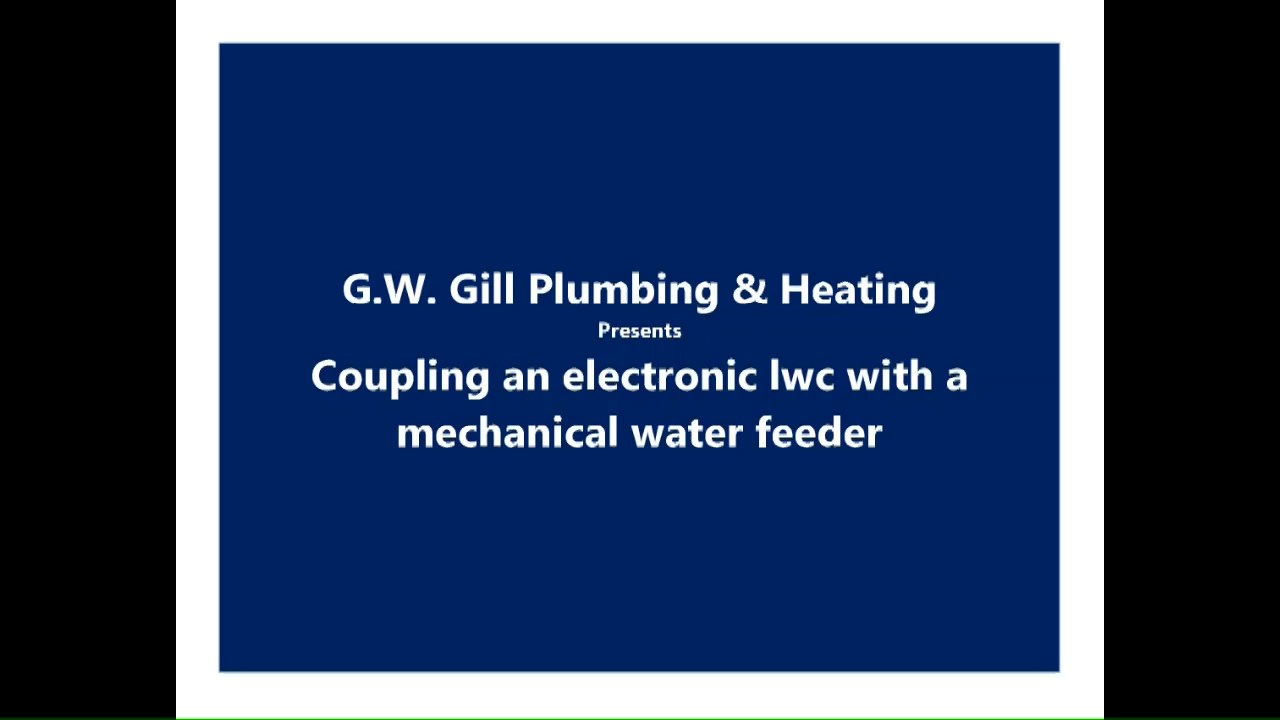 G.W. Gill Plumbing & Heating
Presents
Coupling an electronic lwc with a
mechanical water feeder